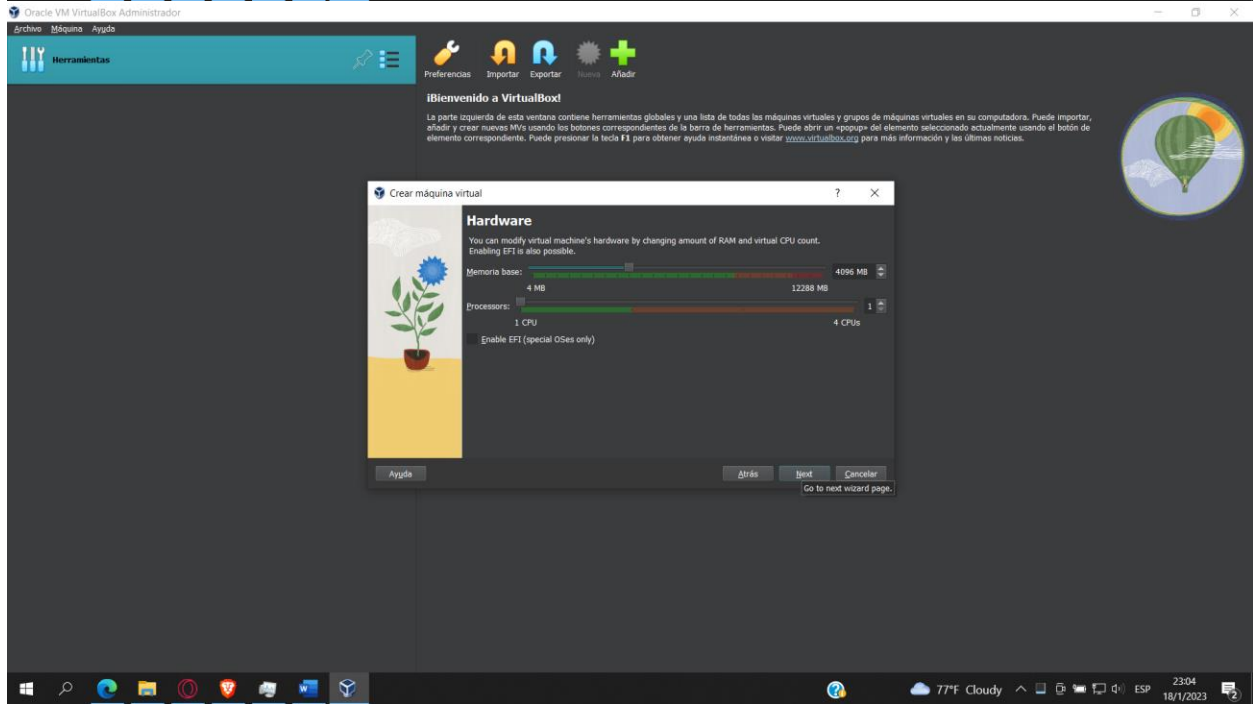 Oracle VM VirtualBox Administrador
Archivo Máquina Ayuda
Herramientas
Preferencias Importar Exportar Nueva Añadir
¡Bienvenido a VirtualBox!
La parte izquierda de esta ventana contiene herramientas globales y una lista de todas las máquinas virtuales y grupos de máquinas virtuales en su computadora. Puede importar,
añadir y crear nuevas MVs usando los botones correspondientes de la barra de herramientas. Puede abrir un «popup» del elemento seleccionado actualmente usando el botón de
elemento correspondiente. Puede presionar la tecla F1 para obtener ayuda instantánea o visitar www.virtualbox.org para más información y las últimas noticias.
Crear máquina virtual ?
Hardware
You can modify virtual machine's hardware by changing amount of RAM and virtual CPU count.
Enabling EFI is also possible.
Memoria base: 4096 MB
4 MB 12288 MB
Processors: 1
1 CPU 4 CPUs
Enable EFI (special OSes only)
Ayuda Atrás Next Cancelar
Go to next wizard page.
77°F Cloudy ESP 23:04
18/1/2023 2